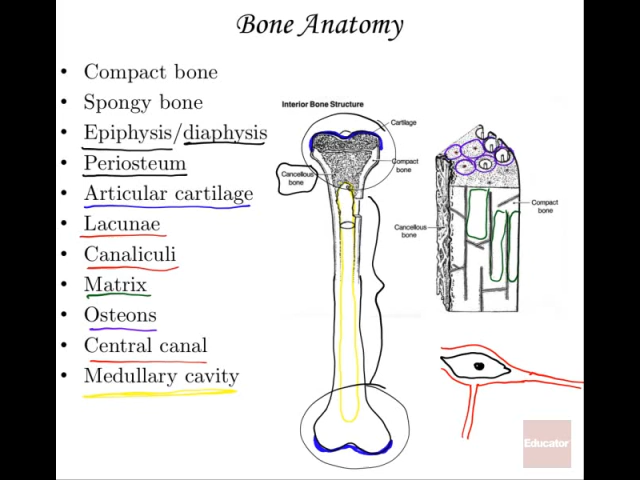 Bone Anatomy
• Compact bone
• Spongy bone
• Epiphysis/diaphysis
• Periosteum
• Articular cartilage
• Lacunae
• Canaliculi
• Matrix
• Osteons
• Central canal
• Medullary cavity
Interior Bone Structure
Cartilage
Compact
bone
Cancellous
bone
Cancellous
bone
Compact
bone
Educator